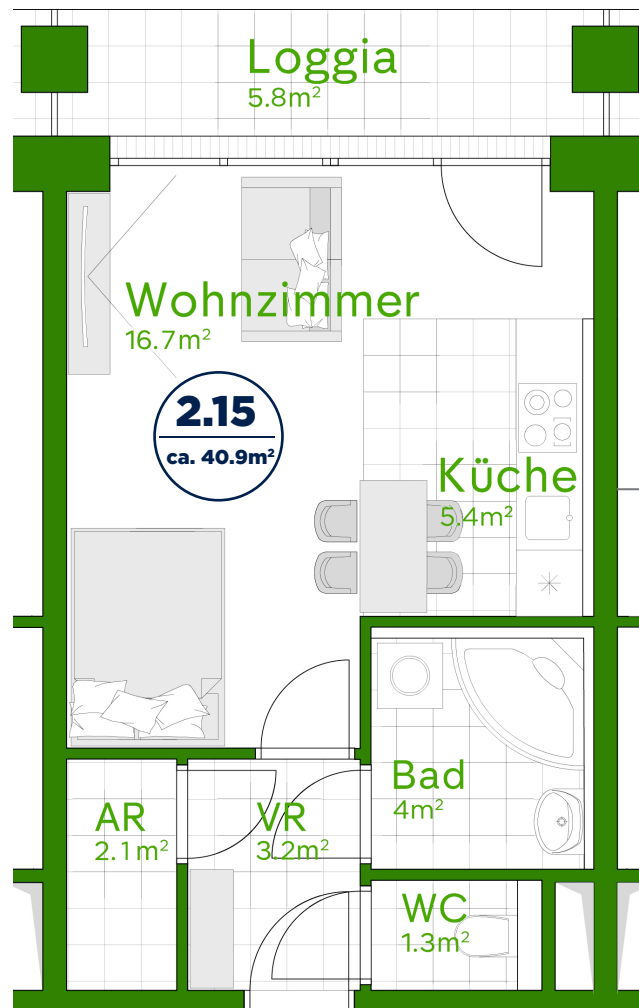 Loggia
5.8m²
Wohnzimmer
16.7m²
2.15
ca. 40.9m²
Küche
5.4m²
Bad
4m²
AR
2.1m²
VR
3.2m²
WC
1.3m²